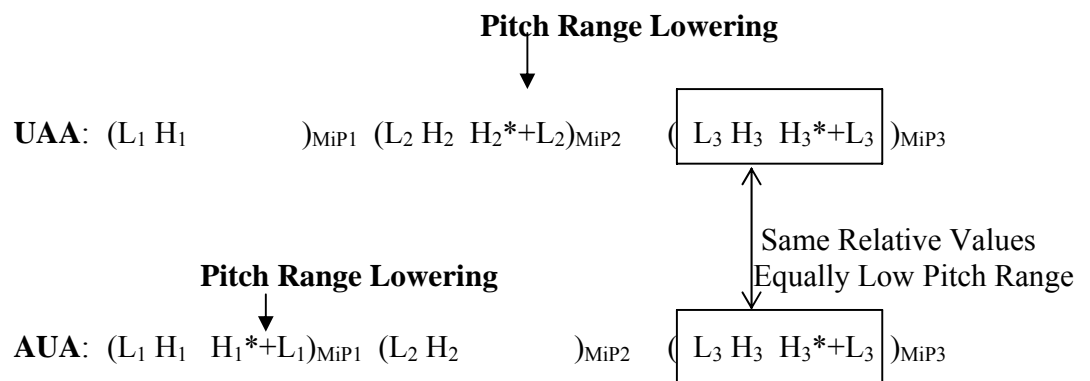 Pitch Range Lowering
UAA: (L₁ H₁ )MiP1 (L₂ H₂ H₂*+L₂)MiP2 ( L₃ H₃ H₃*+L₃ )MiP3
Same Relative Values
Equally Low Pitch Range
Pitch Range Lowering
AUA: (L₁ H₁ H₁*+L₁)MiP1 (L₂ H₂ )MiP2 ( L₃ H₃ H₃*+L₃ )MiP3